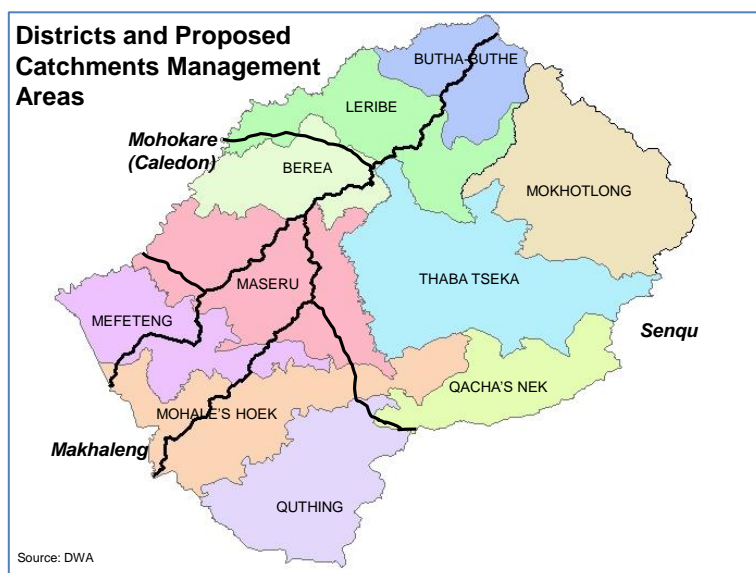 Districts and Proposed
Catchments Management
Areas
BUTHA-BUTHE
LERIBE
Mohokare
(Caledon)
BEREA
MOKHOTLONG
THABA TSEKA
MASERU
MEFETENG
Senqu
QACHA'S NEK
MOHALE'S HOEK
Makhaleng
QUTHING
Source: DWA